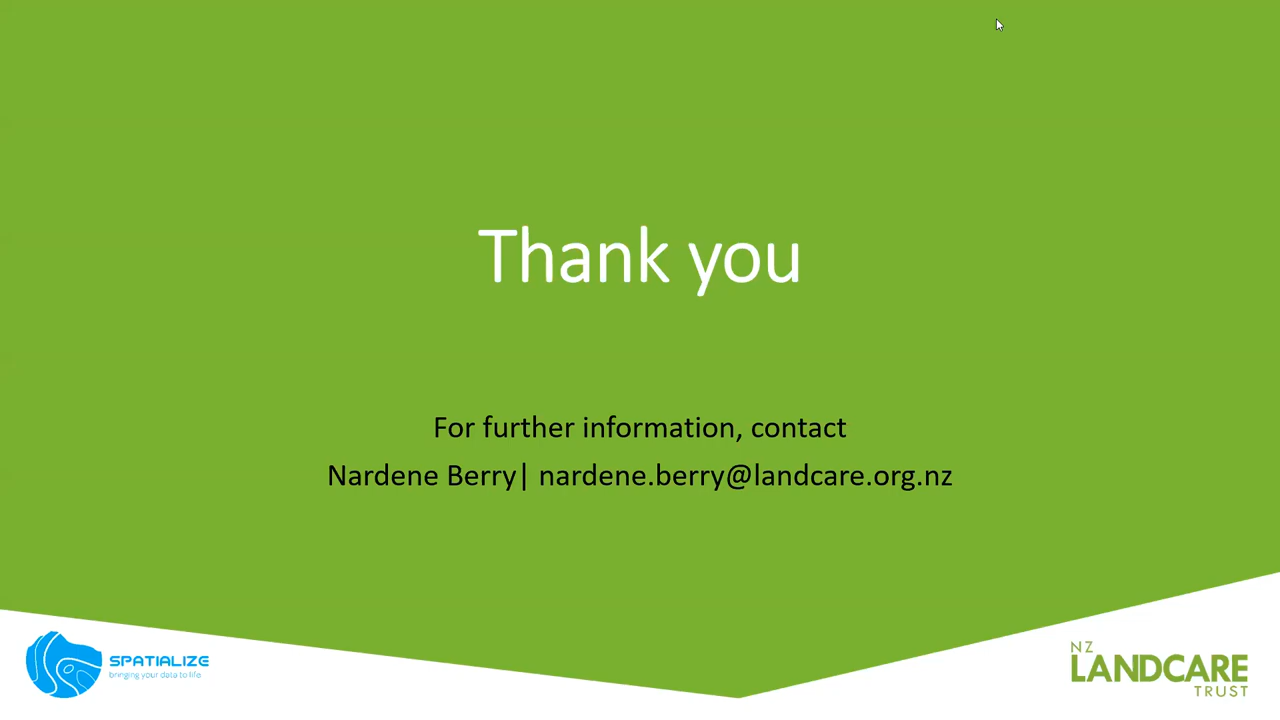 Thank you
For further information, contact
Nardene Berry| nardene.berry@landcare.org.nz
SPATIALIZE
bringing your data to life
NZ
LANDCARE
TRUST